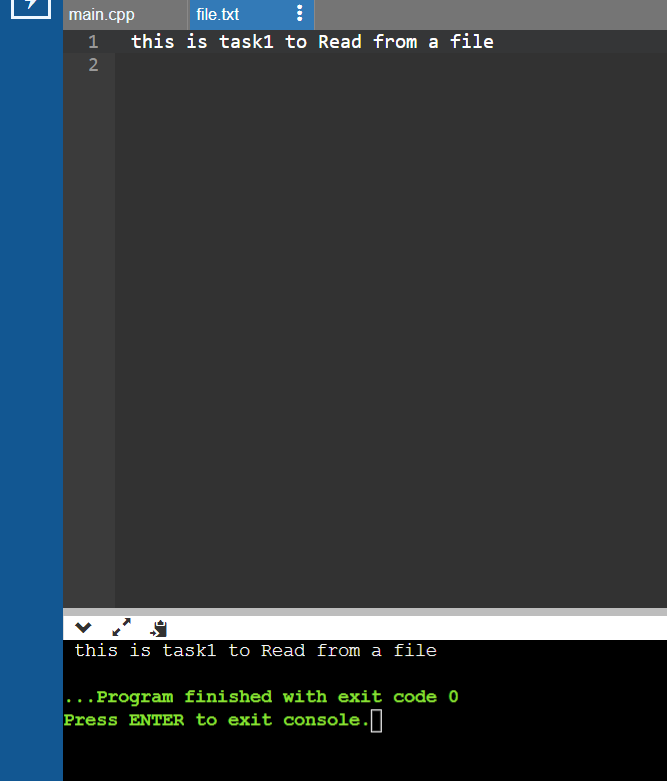 main.cpp file.txt
1 this is task1 to Read from a file
2
this is task1 to Read from a file
...Program finished with exit code 0
Press ENTER to exit console.